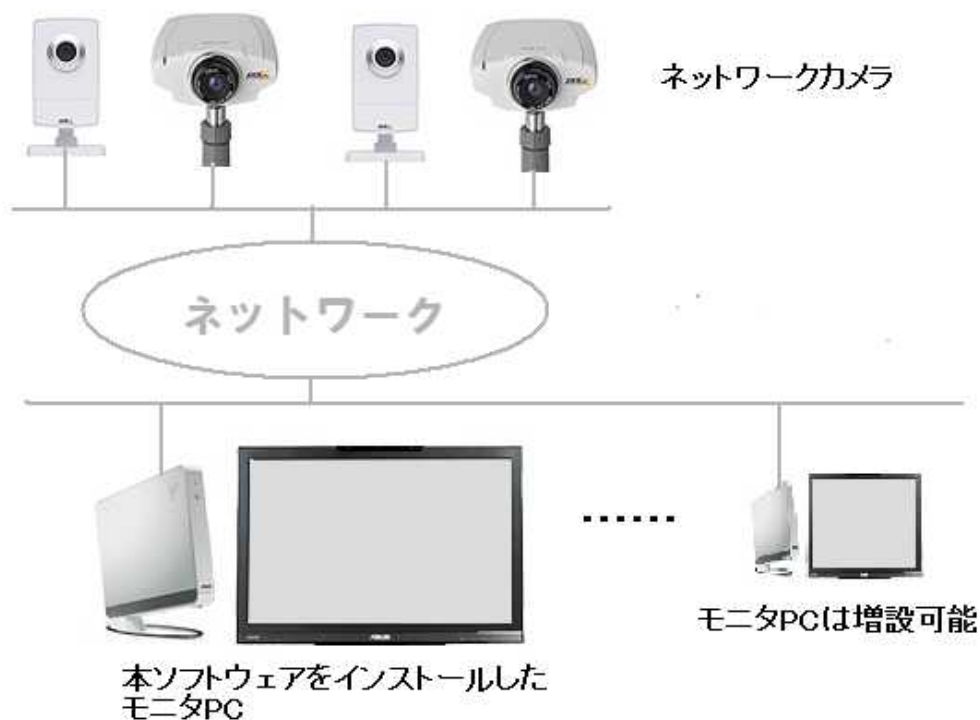 ネットワークカメラ
ネットワーク
......
モニタPCは増設可能
本ソフトウェアをインストールした
モニタPC